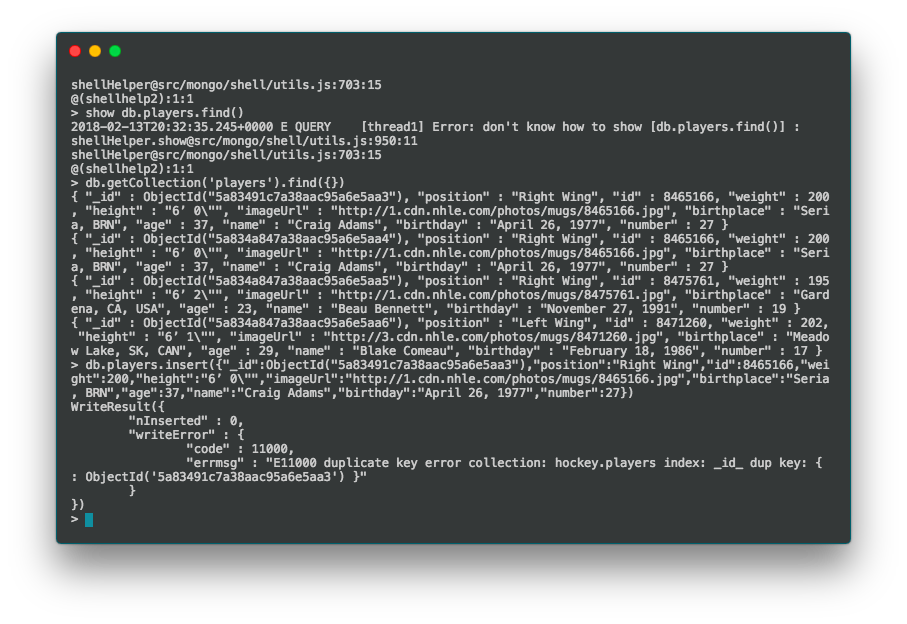 shellHelper@src/mongo/shell/utils.js:703:15
@(shellhelp2):1:1
> show db.players.find()
2018-02-13T20:32:35.245+0000 E QUERY    [thread1] Error: don't know how to show [db.players.find()] :
shellHelper.show@src/mongo/shell/utils.js:950:11
shellHelper@src/mongo/shell/utils.js:703:15
@(shellhelp2):1:1
> db.getCollection('players').find({})
{ "_id" : ObjectId("5a83491c7a38aac95a6e5aa3"), "position" : "Right Wing", "id" : 8465166, "weight" : 200
, "height" : "6’ 0\"", "imageUrl" : "http://1.cdn.nhle.com/photos/mugs/8465166.jpg", "birthplace" : "Seri
a, BRN", "age" : 37, "name" : "Craig Adams", "birthday" : "April 26, 1977", "number" : 27 }
{ "_id" : ObjectId("5a834a847a38aac95a6e5aa4"), "position" : "Right Wing", "id" : 8465166, "weight" : 200
, "height" : "6’ 0\"", "imageUrl" : "http://1.cdn.nhle.com/photos/mugs/8465166.jpg", "birthplace" : "Seri
a, BRN", "age" : 37, "name" : "Craig Adams", "birthday" : "April 26, 1977", "number" : 27 }
{ "_id" : ObjectId("5a834a847a38aac95a6e5aa5"), "position" : "Right Wing", "id" : 8475761, "weight" : 195
, "height" : "6’ 2\"", "imageUrl" : "http://1.cdn.nhle.com/photos/mugs/8475761.jpg", "birthplace" : "Gard
ena, CA, USA", "age" : 23, "name" : "Beau Bennett", "birthday" : "November 27, 1991", "number" : 19 }
{ "_id" : ObjectId("5a834a847a38aac95a6e5aa6"), "position" : "Left Wing", "id" : 8471260, "weight" : 202,
 "height" : "6’ 1\"", "imageUrl" : "http://3.cdn.nhle.com/photos/mugs/8471260.jpg", "birthplace" : "Meado
w Lake, SK, CAN", "age" : 29, "name" : "Blake Comeau", "birthday" : "February 18, 1986", "number" : 17 }
> db.players.insert({"_id":ObjectId("5a83491c7a38aac95a6e5aa3"),"position":"Right Wing","id":8465166,"wei
ght":200,"height":"6’ 0\"","imageUrl":"http://1.cdn.nhle.com/photos/mugs/8465166.jpg","birthplace":"Seria
, BRN","age":37,"name":"Craig Adams","birthday":"April 26, 1977","number":27})
WriteResult({
        "nInserted" : 0,
        "writeError" : {
                "code" : 11000,
                "errmsg" : "E11000 duplicate key error collection: hockey.players index: _id_ dup key: {
: ObjectId('5a83491c7a38aac95a6e5aa3') }"
        }
})
>